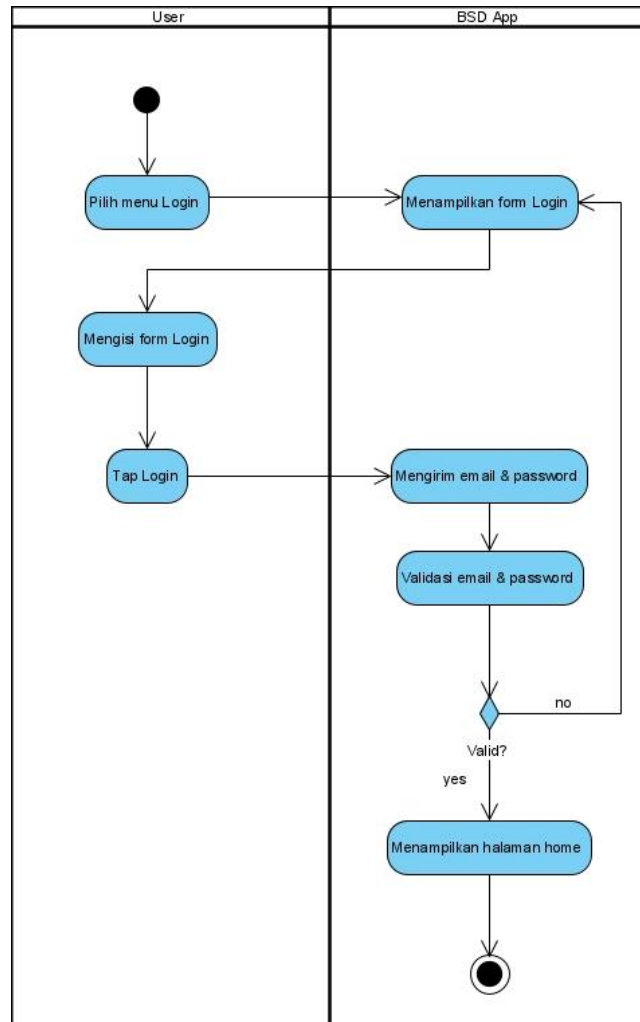 User
BSD App
Pilih menu Login
Menampilkan form Login
Mengisi form Login
Tap Login
Mengirim email & password
Validasi email & password
no
Valid?
yes
Menampilkan halaman home